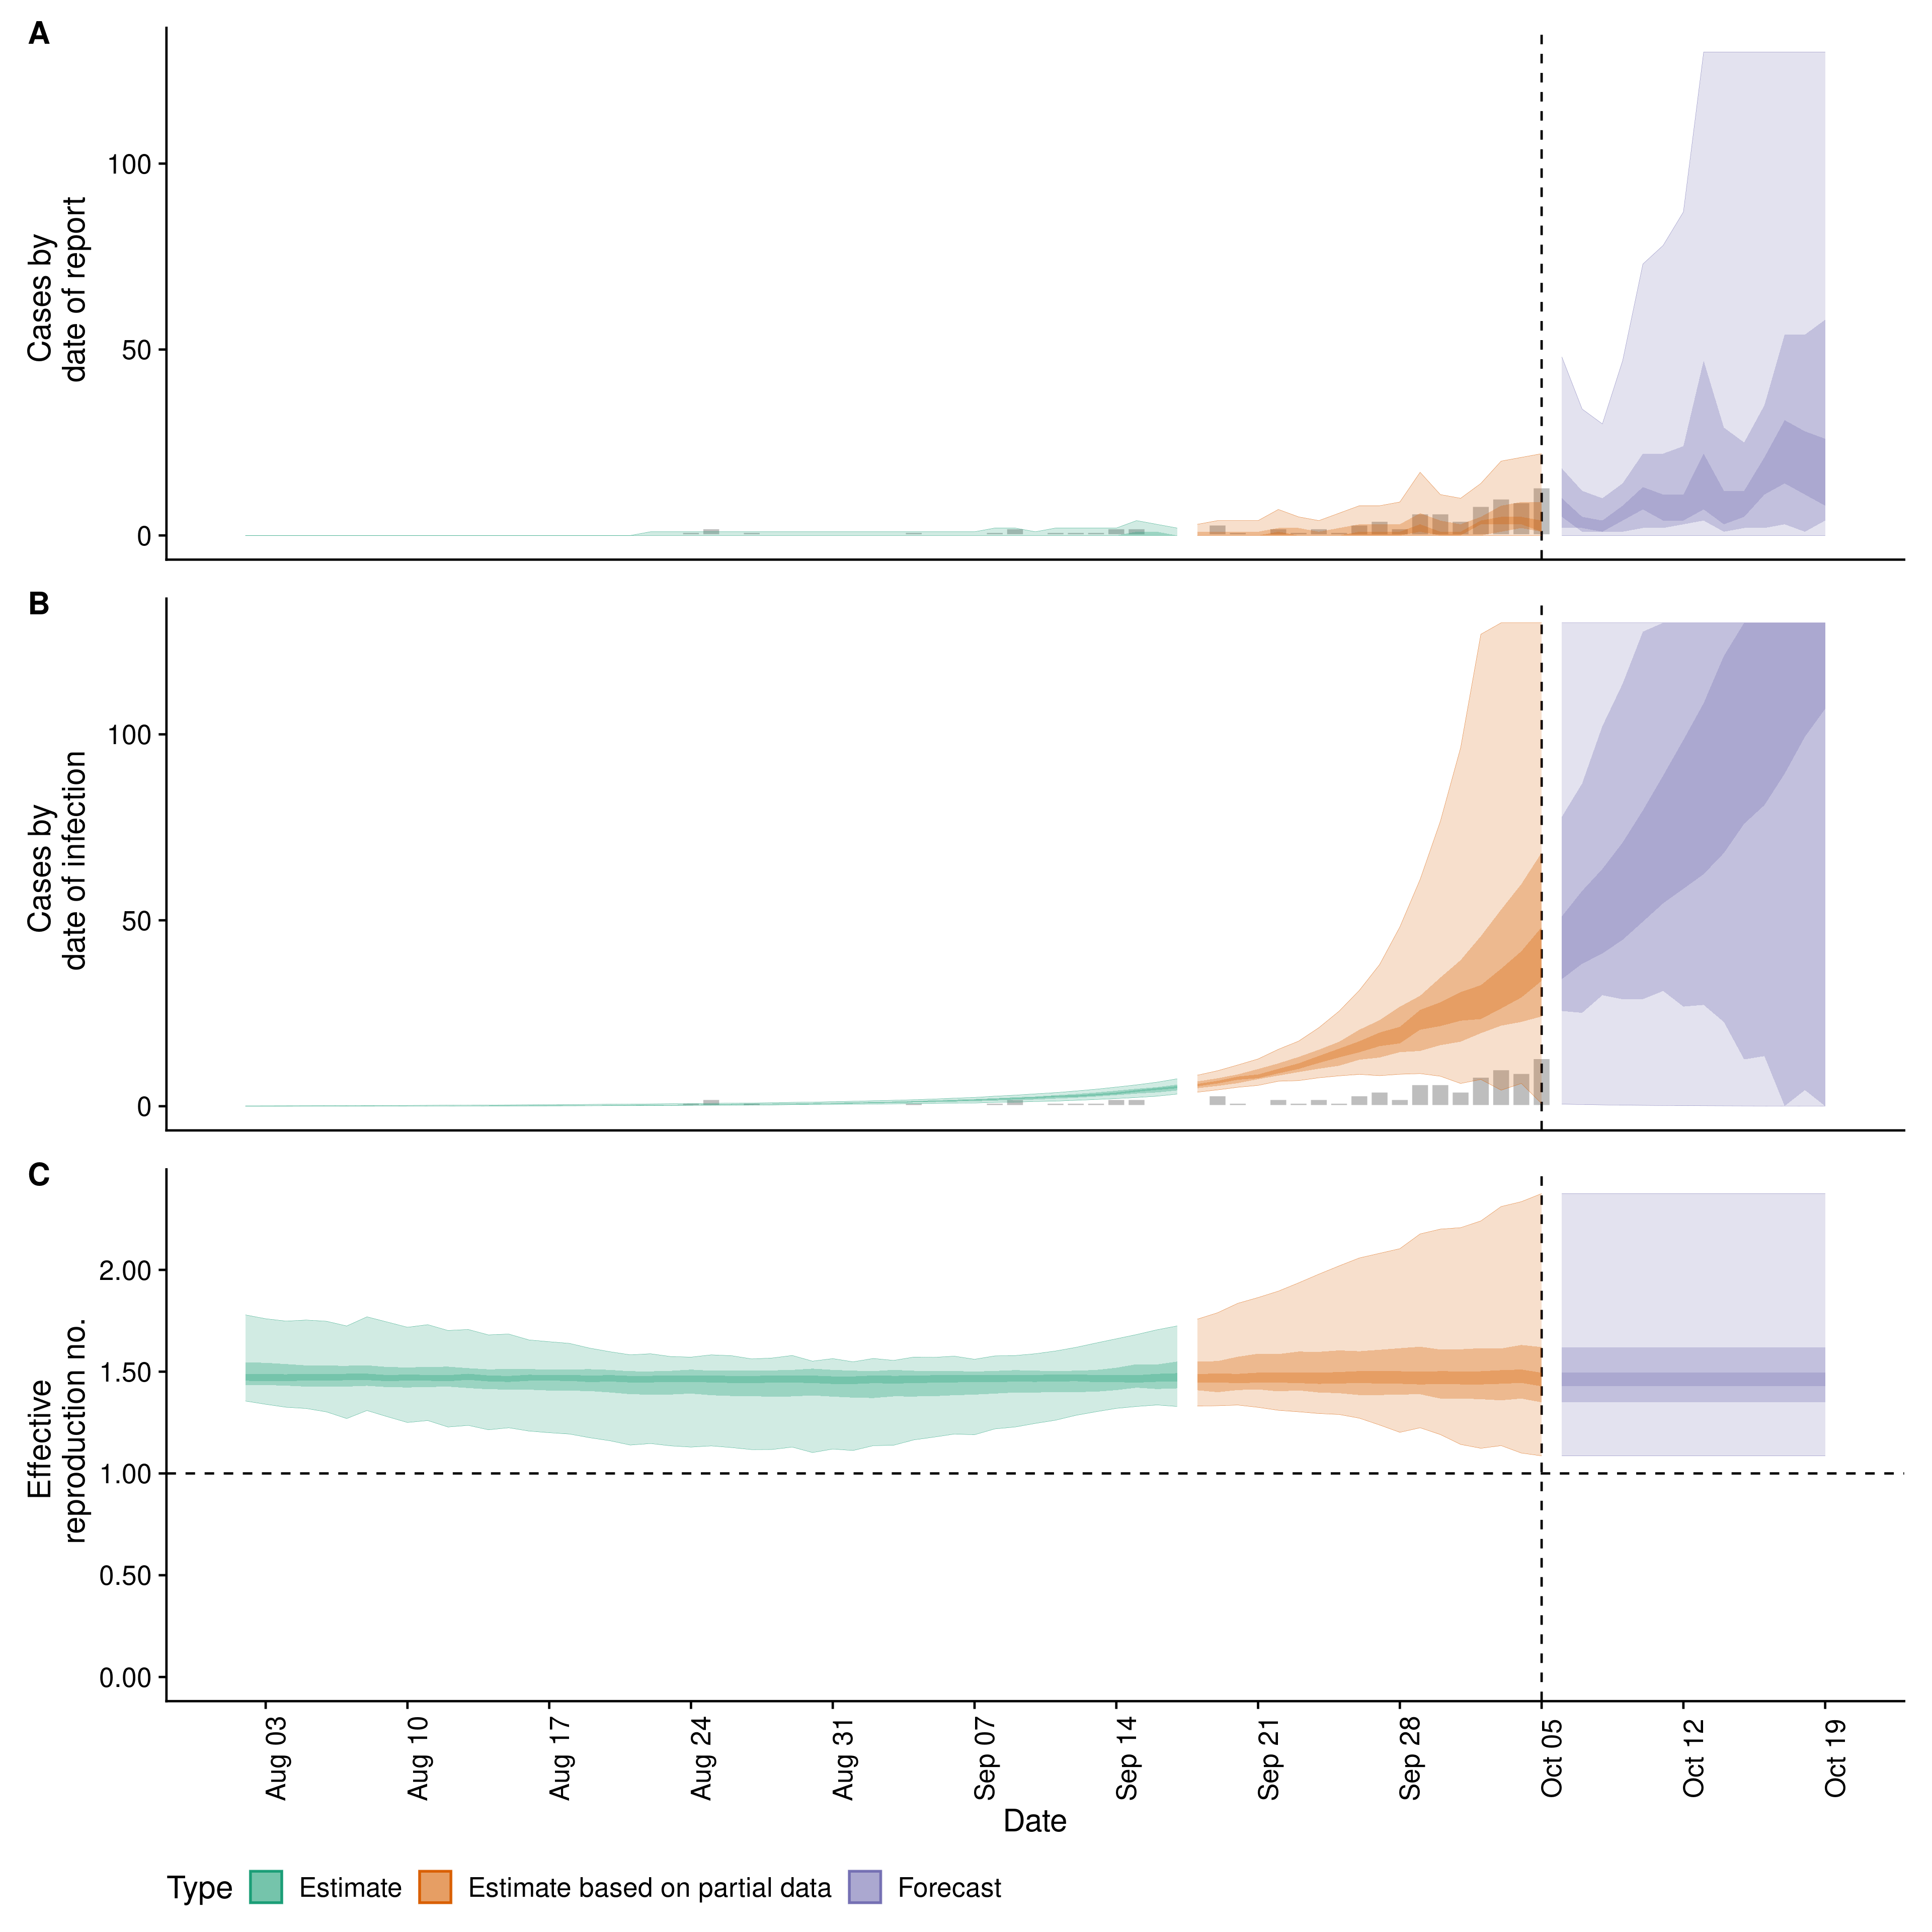 A
Cases by
date of report
100
50
0
B
Cases by
date of infection
100
50
0
C
Effective
reproduction no.
2.00
1.50
1.00
0.50
0.00
Aug 03
Aug 10
Aug 17
Aug 24
Aug 31
Sep 07
Sep 14
Sep 21
Sep 28
Oct 05
Oct 12
Oct 19
Date
Type Estimate Estimate based on partial data Forecast